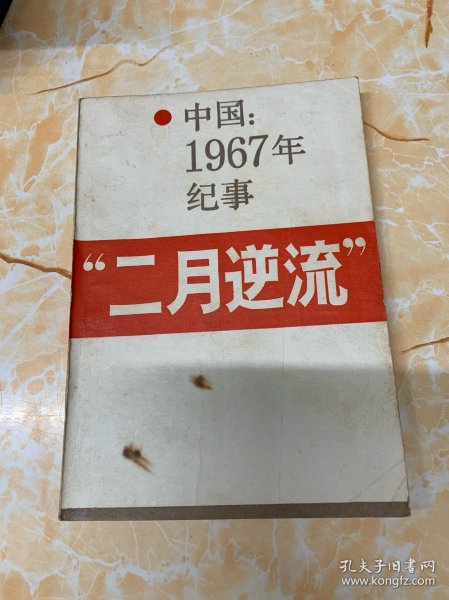 中国：
1967年
纪事
“二月逆流”
孔夫子旧书网
www.kongfz.com